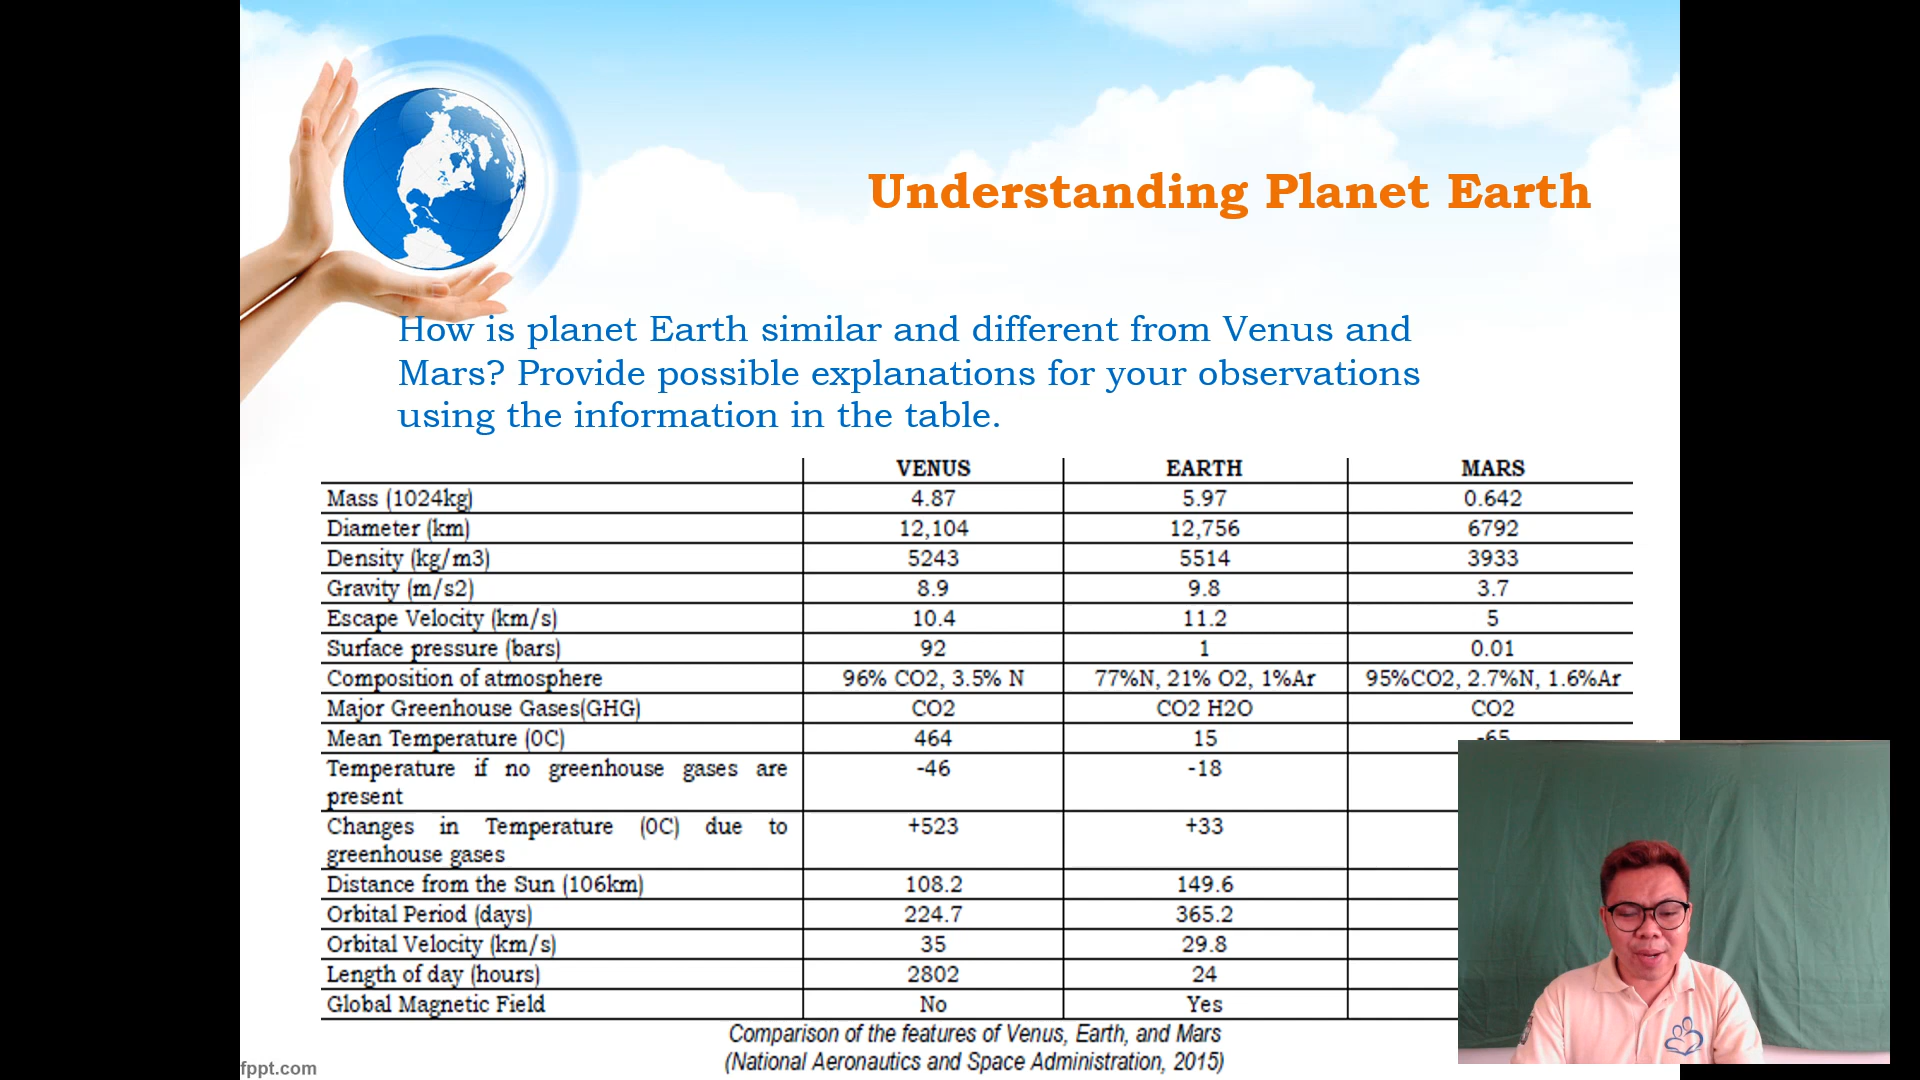 Understanding Planet Earth
How is planet Earth similar and different from Venus and
Mars? Provide possible explanations for your observations
using the information in the table.
VENUS EARTH MARS
Mass (1024kg) 4.87 5.97 0.642
Diameter (km) 12,104 12,756 6792
Density (kg/m3) 5243 5514 3933
Gravity (m/s2) 8.9 9.8 3.7
Escape Velocity (km/s) 10.4 11.2 5
Surface pressure (bars) 92 1 0.01
Composition of atmosphere 96% CO2, 3.5% N 77%N, 21% O2, 1%Ar 95%CO2, 2.7%N, 1.6%Ar
Major Greenhouse Gases(GHG) CO2 CO2 H2O CO2
Mean Temperature (0C) 464 15 -65
Temperature if no greenhouse gases are -46 -18
present
Changes in Temperature (0C) due to +523 +33
greenhouse gases
Distance from the Sun (106km) 108.2 149.6
Orbital Period (days) 224.7 365.2
Orbital Velocity (km/s) 35 29.8
Length of day (hours) 2802 24
Global Magnetic Field No Yes
Comparison of the features of Venus, Earth, and Mars
(National Aeronautics and Space Administration, 2015)
fppt.com